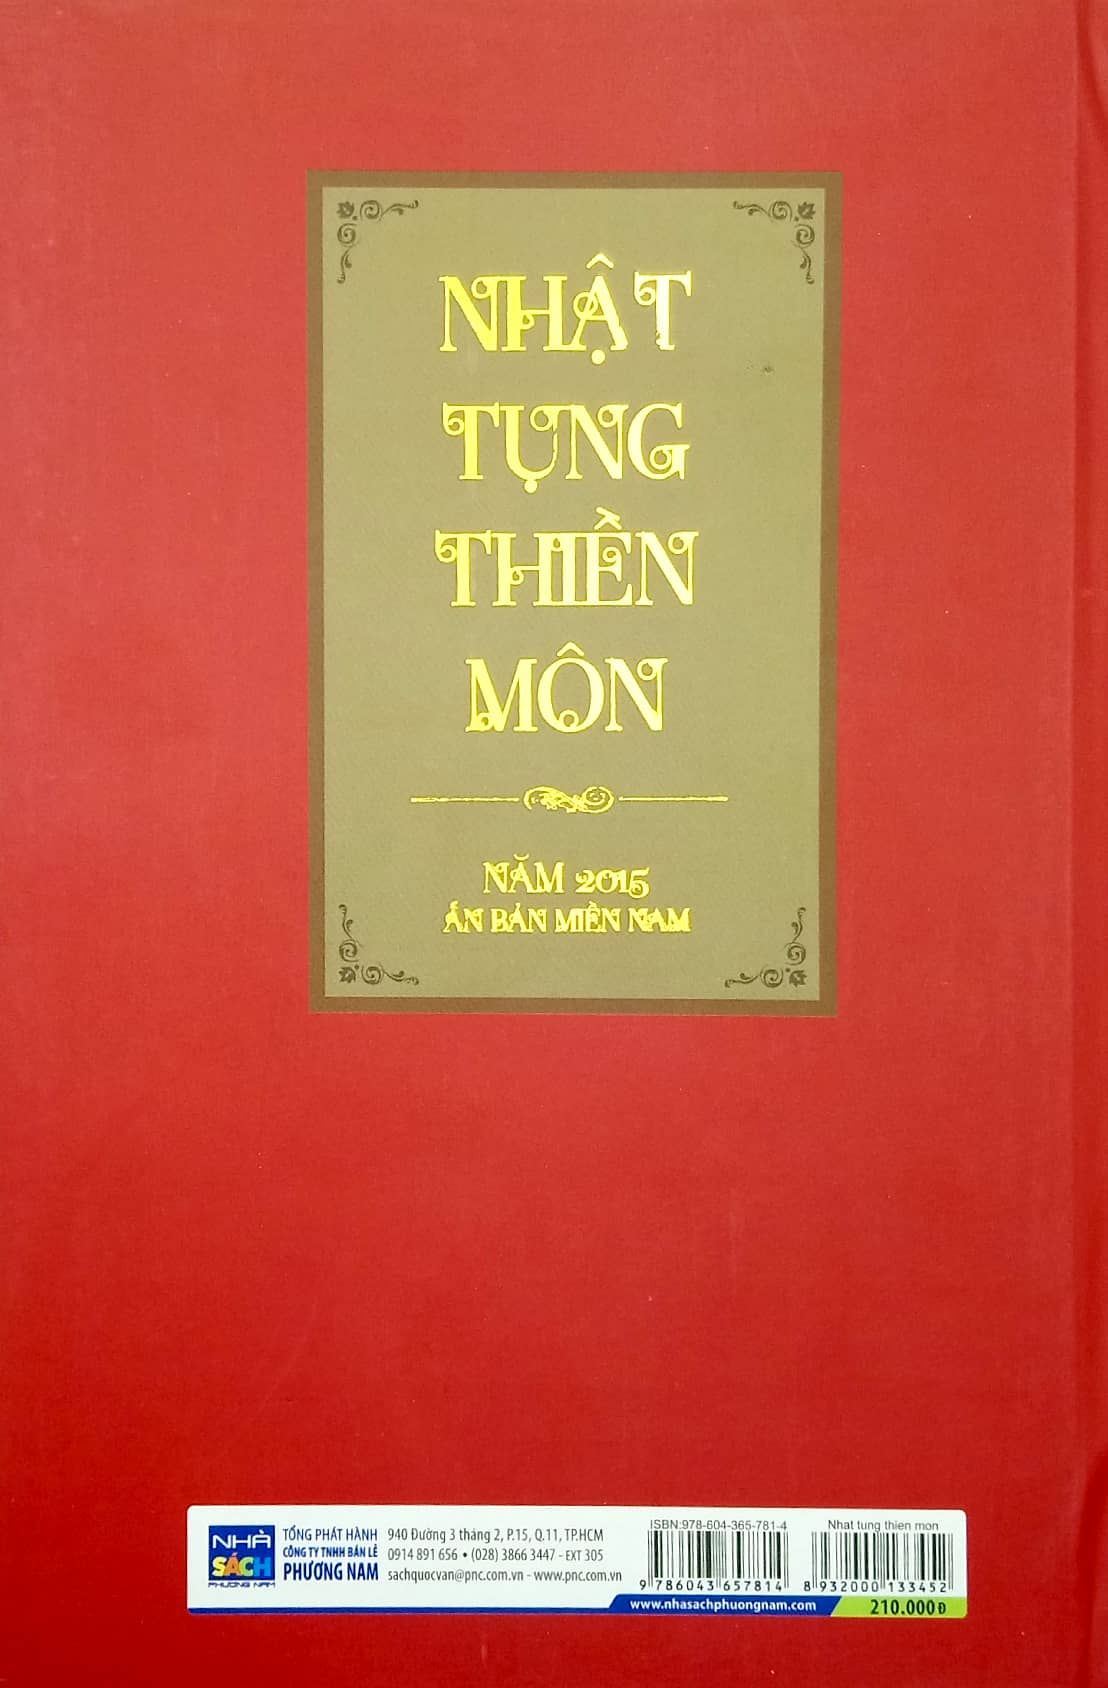 NHẬT
TỤNG
THIỀN
MÔN
NĂM 2015
ẤN BẢN MIỀN NAM
NHÀ
SÁCH
PHƯƠNG NAM
TỔNG PHÁT HÀNH
CÔNG TY TNHH BÁN LẺ
PHƯƠNG NAM
940 Đường 3 tháng 2, P.15, Q.11, TP.HCM
0914 891 656 • (028) 3866 3447 - EXT 305
sachquocvan@pnc.com.vn - www.pnc.com.vn
ISBN:978-604-365-781-4
9 786043 657814
Nhat tung thien mon
8 932000 133452
www.nhasachphuongnam.com
210.000Đ